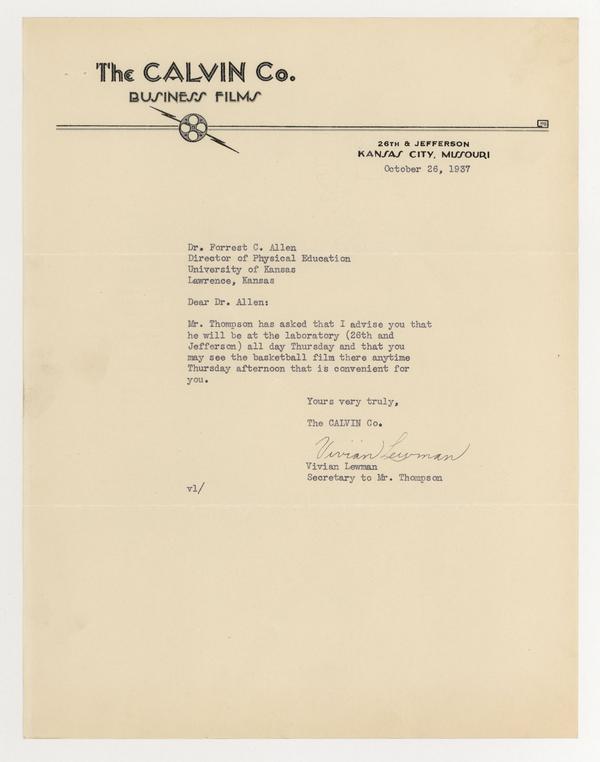 The CALVIN Co.
BUSINESS FILMS
26TH & JEFFERSON
KANSAS CITY, MISSOURI
October 26, 1937
Dr. Forrest C. Allen
Director of Physical Education
University of Kansas
Lawrence, Kansas
Dear Dr. Allen:
Mr. Thompson has asked that I advise you that
he will be at the laboratory (26th and
Jefferson) all day Thursday and that you
may see the basketball film there anytime
Thursday afternoon that is convenient for
you.
Yours very truly,
The CALVIN Co.
Vivian Lewman
Vivian Lewman
Secretary to Mr. Thompson
vl/